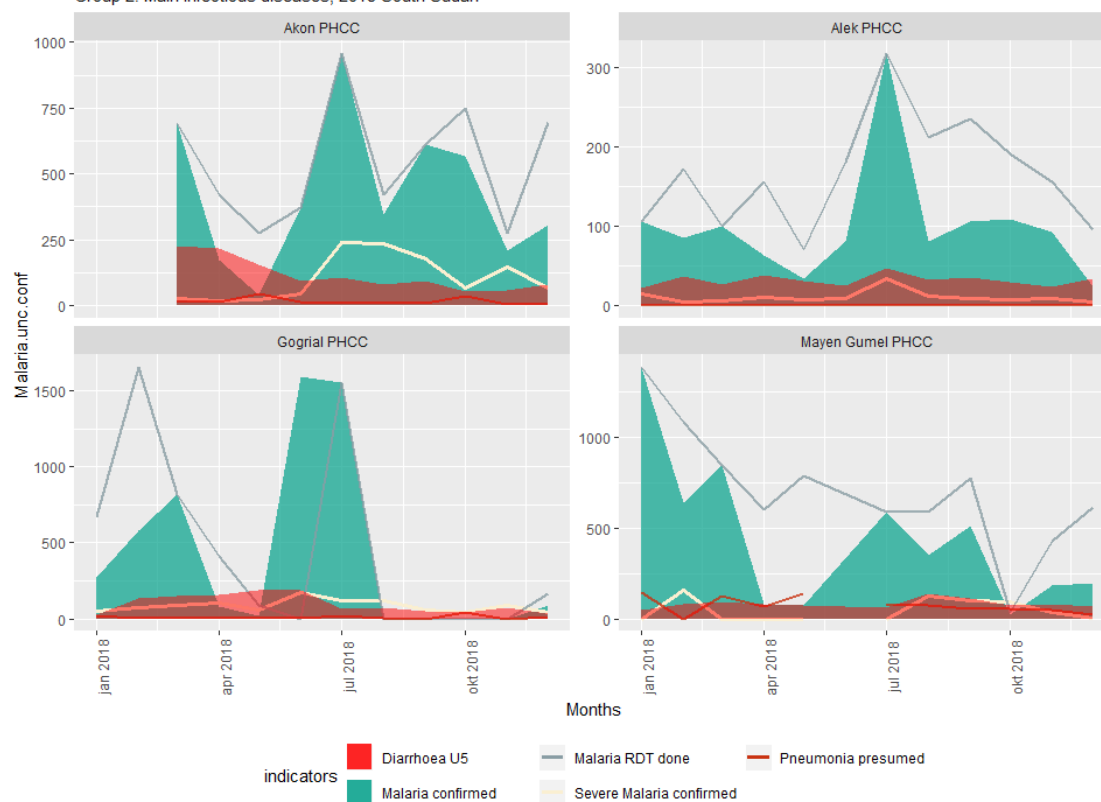 Akon PHCC
Alek PHCC
1000
750
500
250
0
300
200
100
0
Gogrial PHCC
Mayen Gumel PHCC
1500
1000
500
0
1000
500
0
Malaria.unc.conf
jan 2018
apr 2018
jul 2018
okt 2018
jan 2018
apr 2018
jul 2018
okt 2018
Months
indicators
Diarrhoea U5
Malaria RDT done
Pneumonia presumed
Malaria confirmed
Severe Malaria confirmed